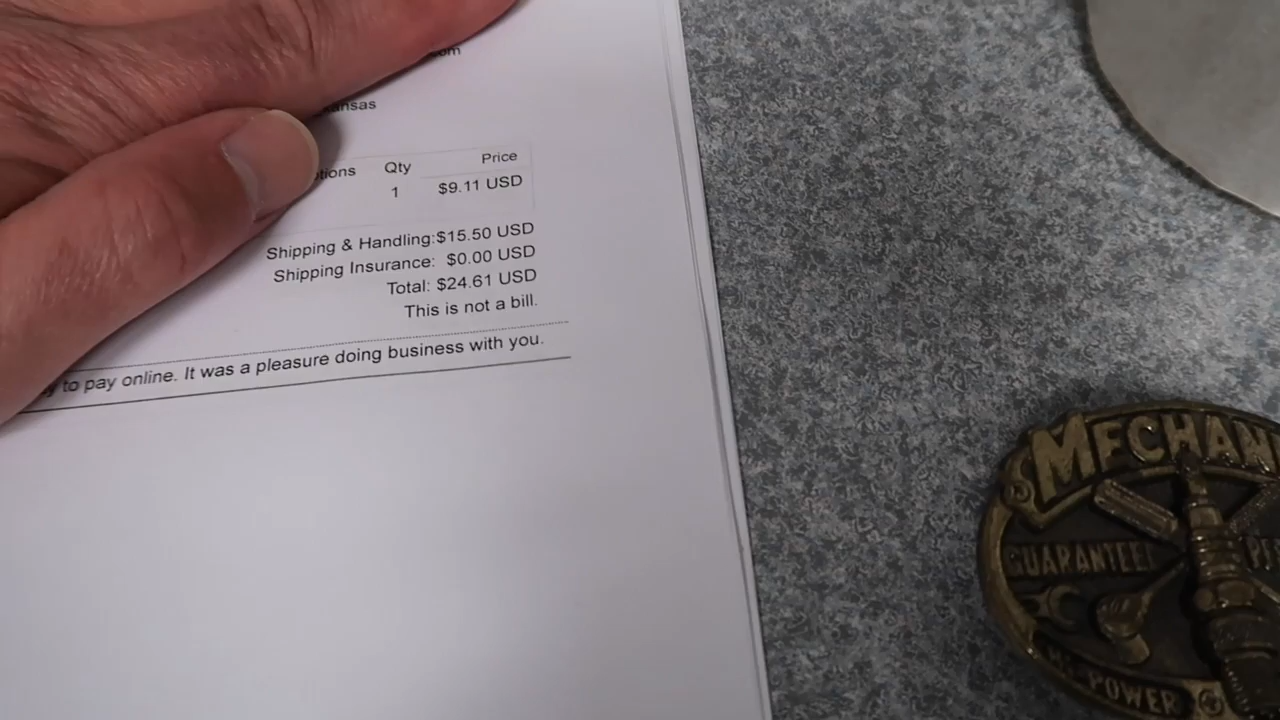 Price
Qty
1 $9.11 USD
Shipping & Handling:$15.50 USD
Shipping Insurance: $0.00 USD
Total: $24.61 USD
This is not a bill.
to pay online. It was a pleasure doing business with you.
MECHAN
GUARANTEE
POWER